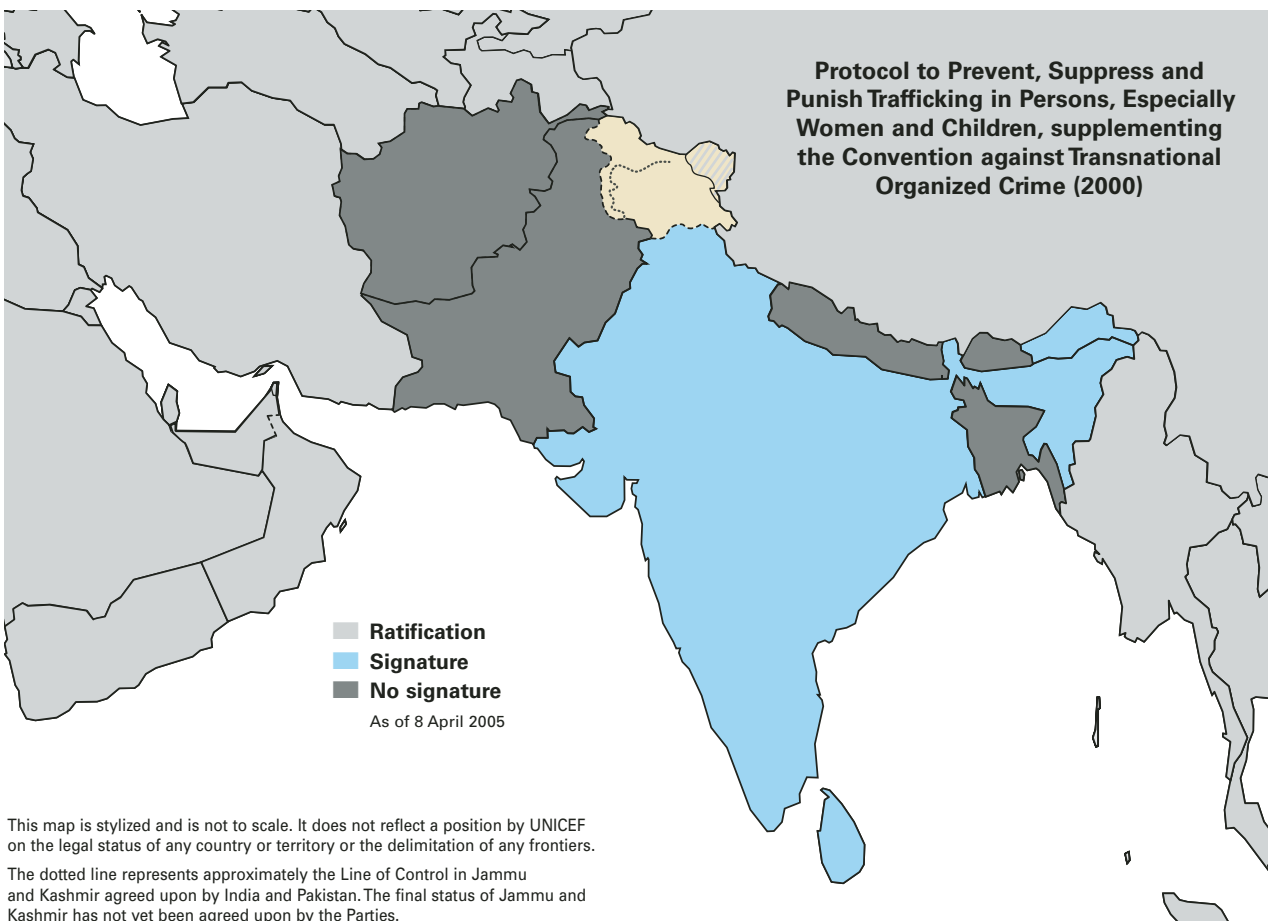 Protocol to Prevent, Suppress and
Punish Trafficking in Persons, Especially
Women and Children, supplementing
the Convention against Transnational
Organized Crime (2000)
Ratification
Signature
No signature
As of 8 April 2005
This map is stylized and is not to scale. It does not reflect a position by UNICEF
on the legal status of any country or territory or the delimitation of any frontiers.
The dotted line represents approximately the Line of Control in Jammu
and Kashmir agreed upon by India and Pakistan. The final status of Jammu and
Kashmir has not yet been agreed upon by the Parties.